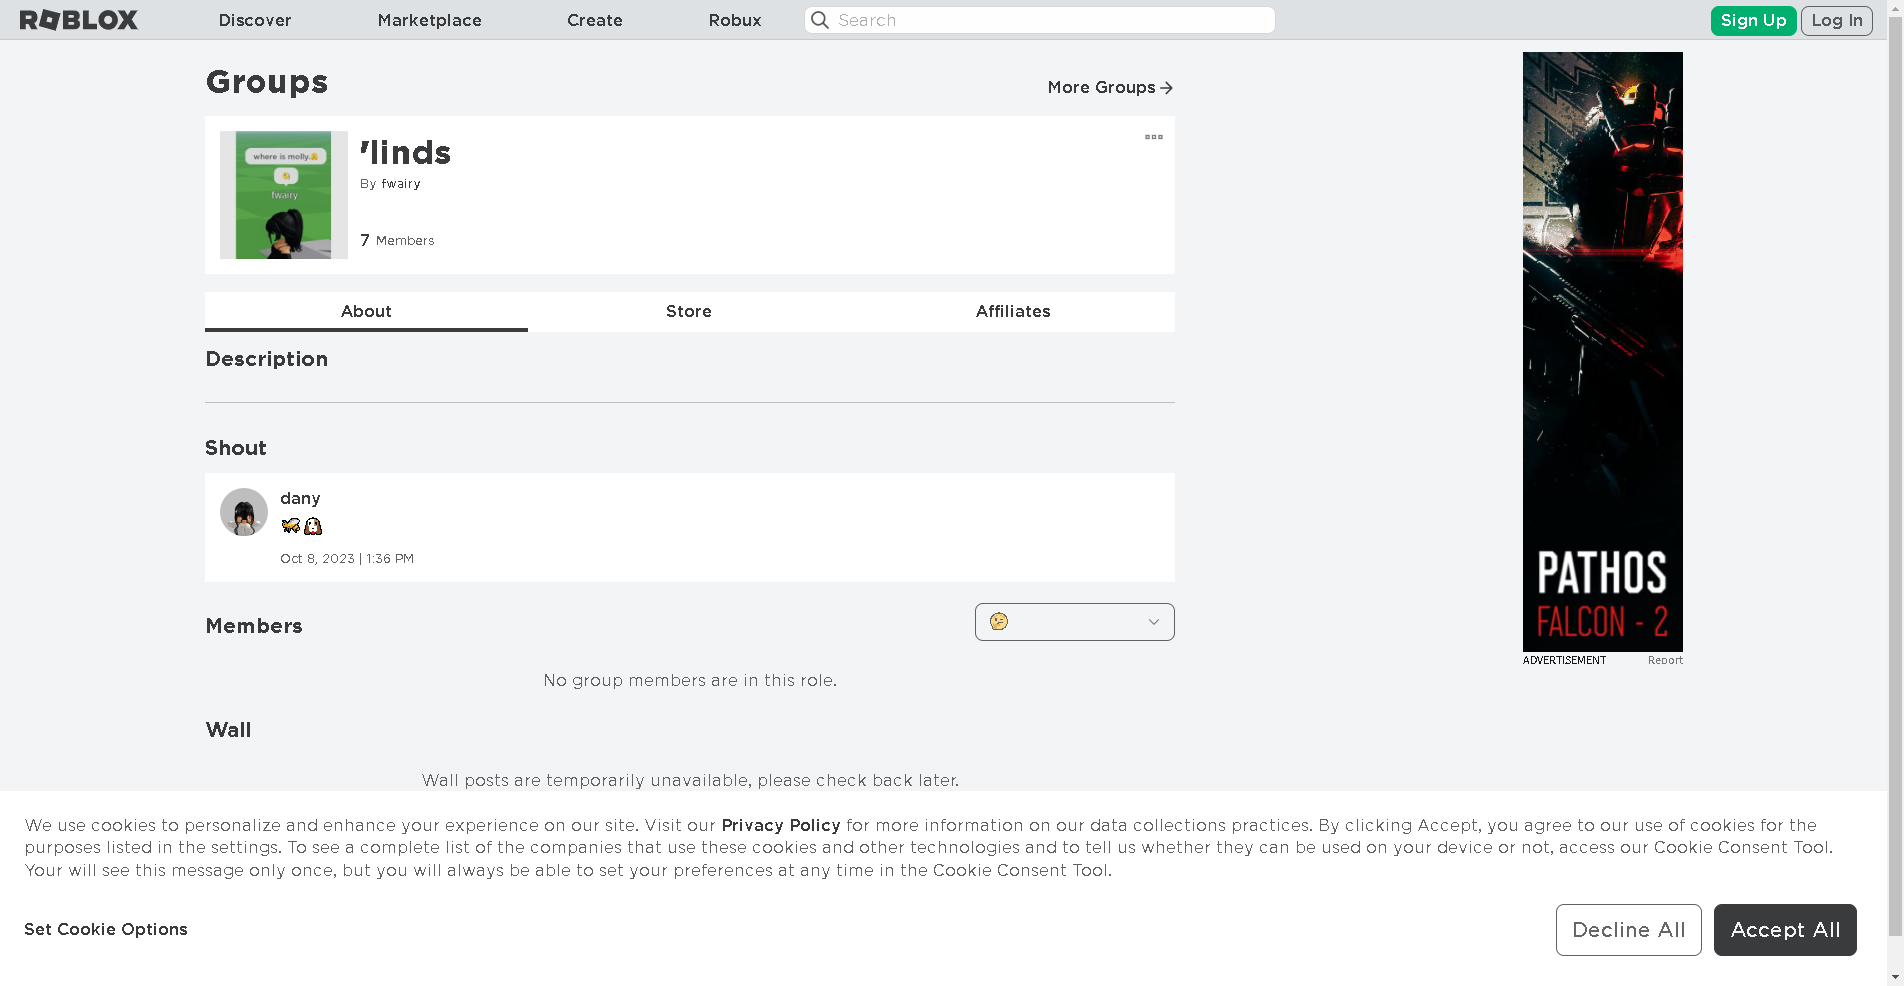 ROBLOX Discover Marketplace Create Robux Search Sign Up Log In
Groups
More Groups
where is molly.
fwairy
'linds
By fwairy
7 Members
About Store Affiliates
Description
Shout
dany
Oct 8, 2023 | 1:36 PM
Members
No group members are in this role.
Wall
Wall posts are temporarily unavailable, please check back later.
PATHOS
FALCON - 2
ADVERTISEMENT Report
We use cookies to personalize and enhance your experience on our site. Visit our Privacy Policy for more information on our data collections practices. By clicking Accept, you agree to our use of cookies for the
purposes listed in the settings. To see a complete list of the companies that use these cookies and other technologies and to tell us whether they can be used on your device or not, access our Cookie Consent Tool.
Your will see this message only once, but you will always be able to set your preferences at any time in the Cookie Consent Tool.
Set Cookie Options
Decline All
Accept All